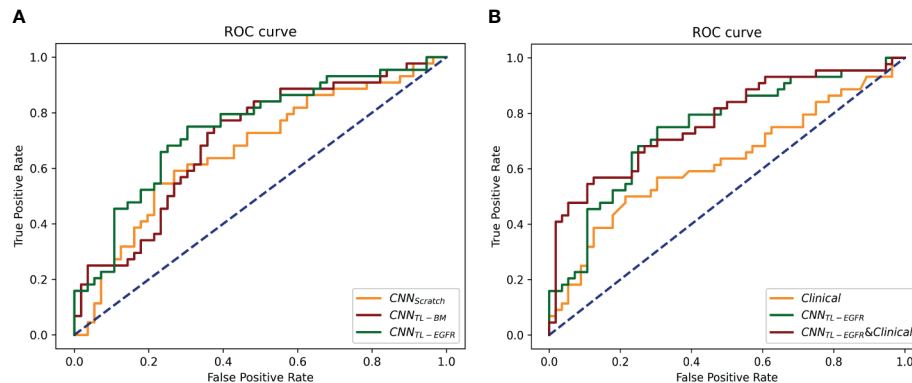 A
ROC curve
1.0
0.8
0.6
0.4
0.2
0.0
True Positive Rate
0.0 0.2 0.4 0.6 0.8 1.0
False Positive Rate
CNN_Scratch
CNN_TL-BM
CNN_TL-EGFR
B
ROC curve
1.0
0.8
0.6
0.4
0.2
0.0
True Positive Rate
0.0 0.2 0.4 0.6 0.8 1.0
False Positive Rate
Clinical
CNN_TL-EGFR
CNN_TL-EGFR&Clinical